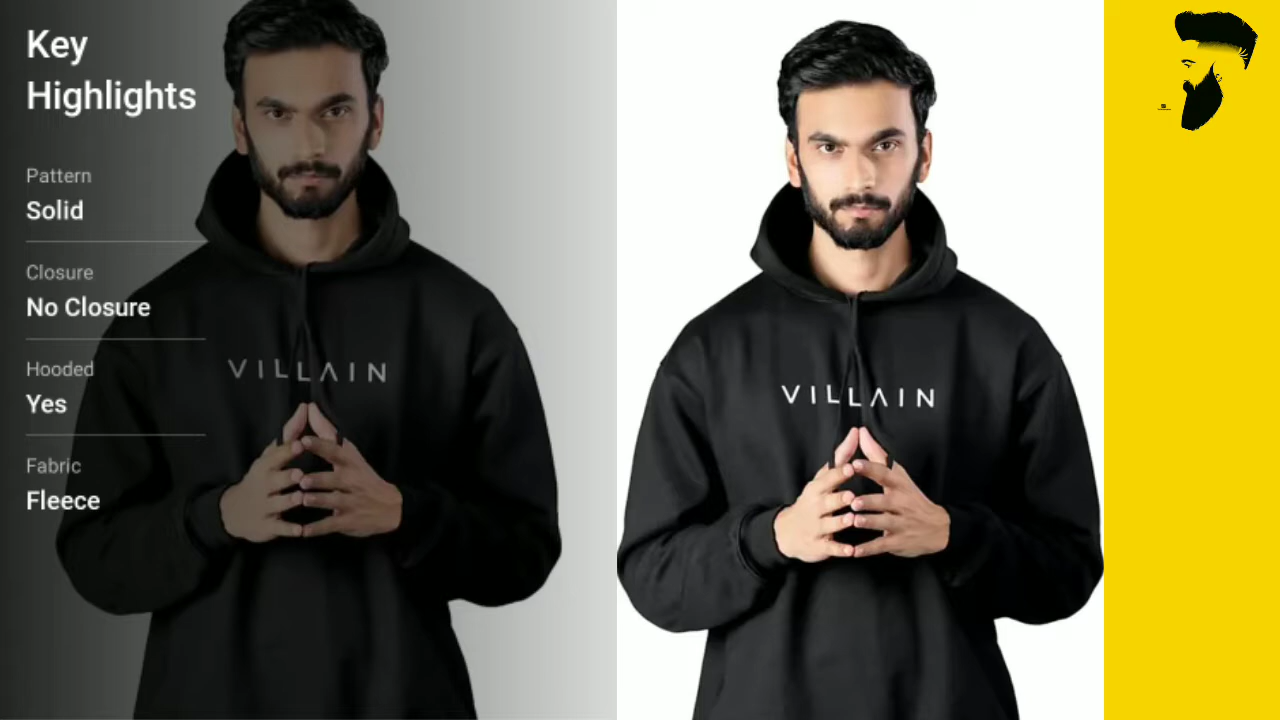 Key
Highlights
Pattern
Solid
Closure
No Closure
Hooded
Yes
Fabric
Fleece
VILLAIN
VILLAIN